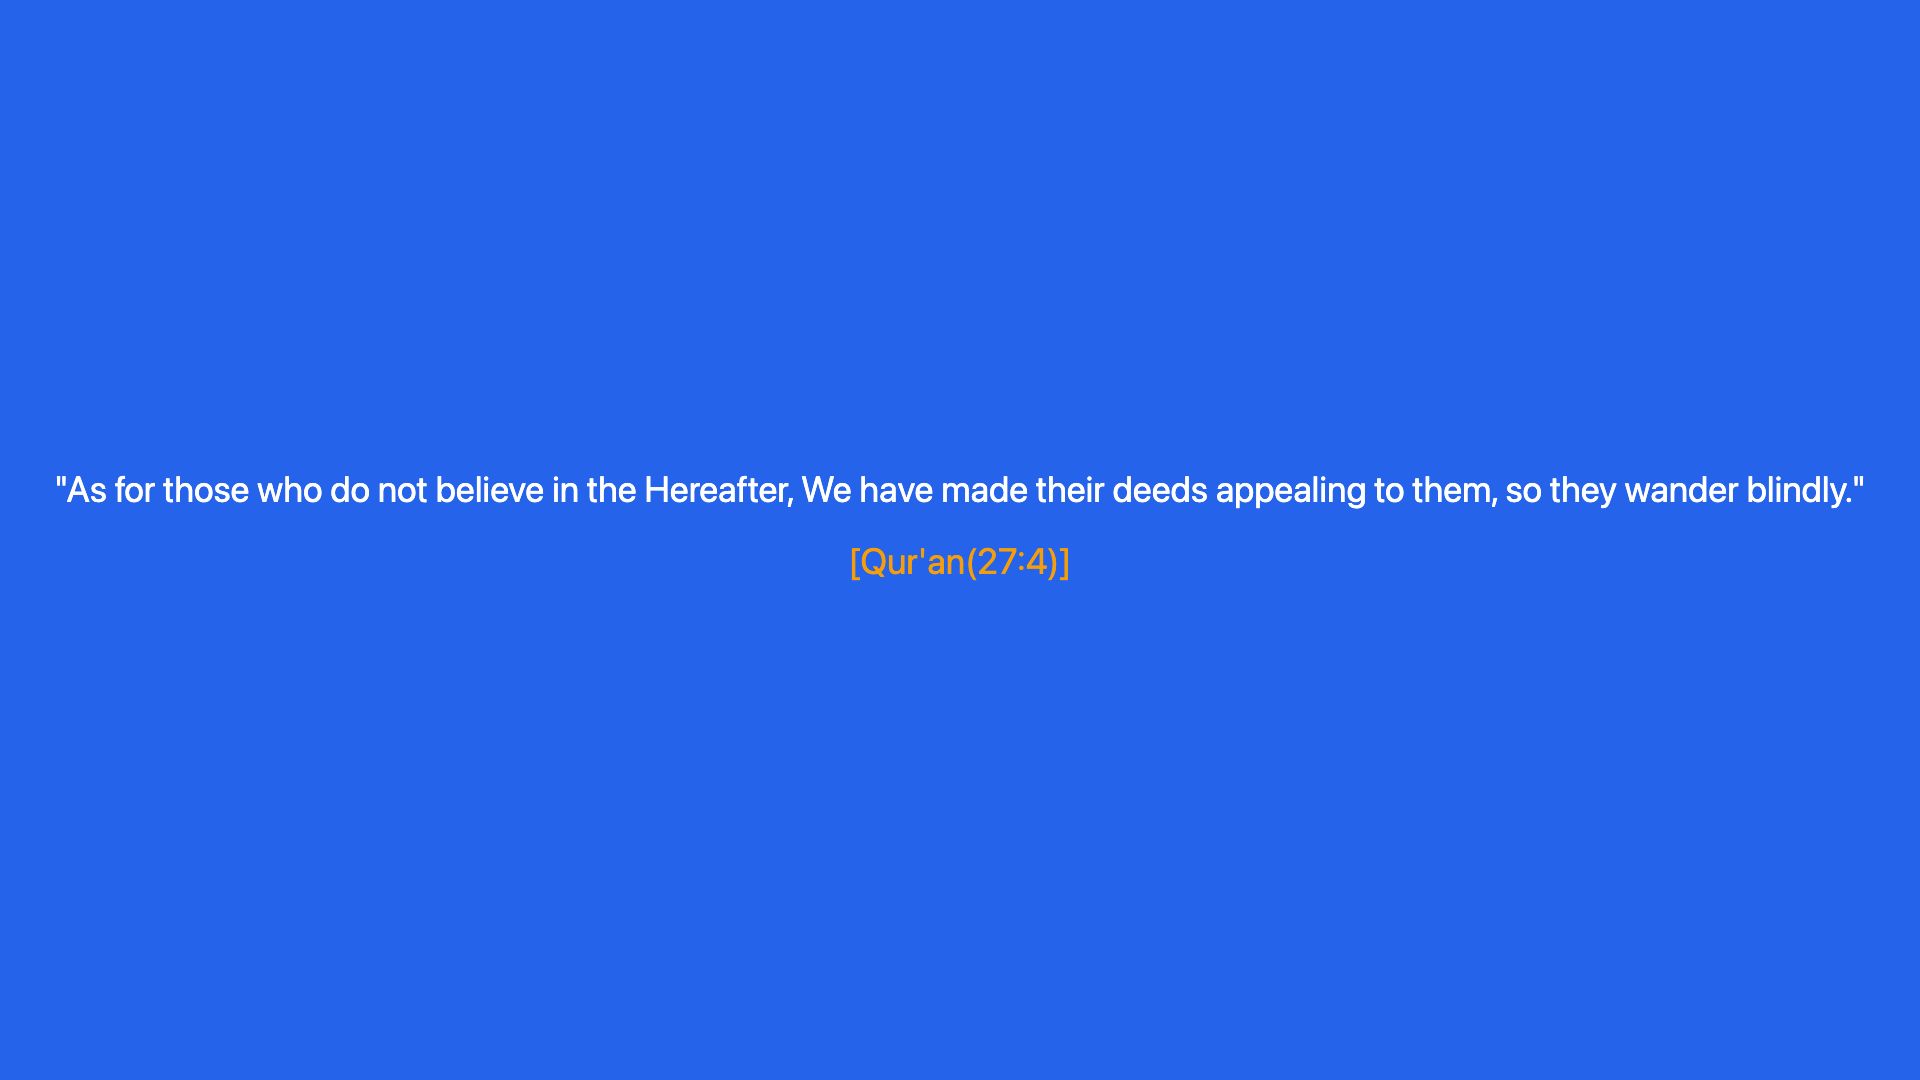 "As for those who do not believe in the Hereafter, We have made their deeds appealing to them, so they wander blindly."
[Qur'an(27:4)]